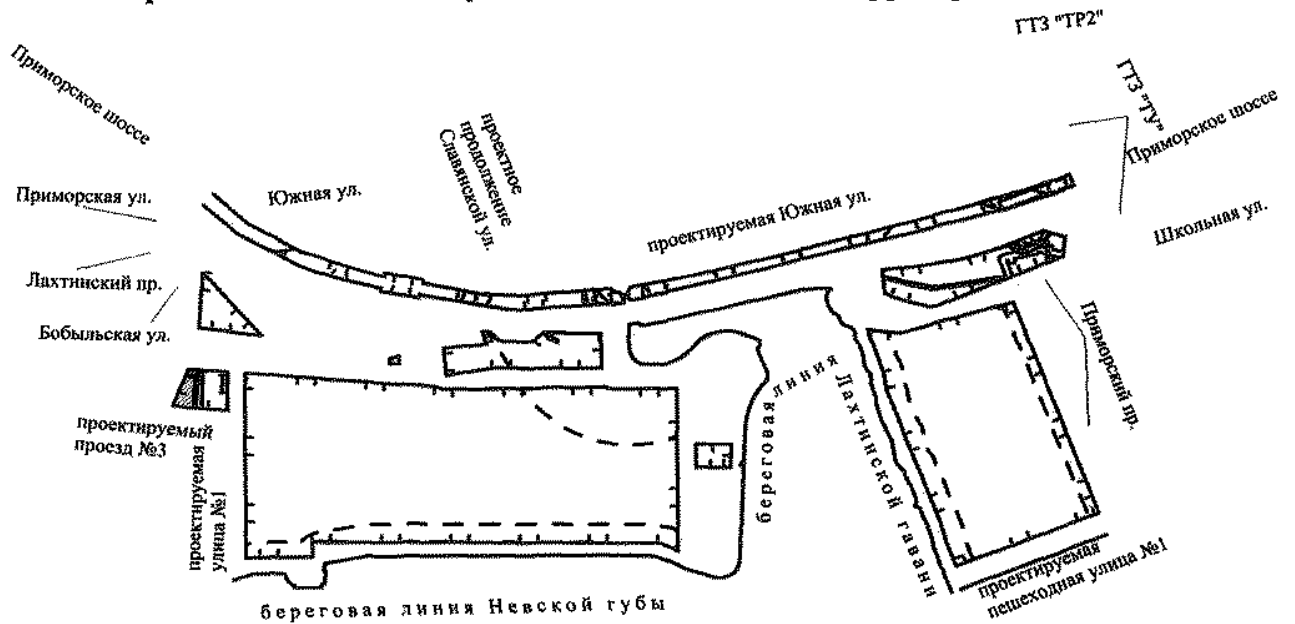 ГТЗ "ТР2"
ГТЗ "ТУ"
Приморское шоссе
Приморское шоссе
проектное
продолжение
Славянской ул.
Приморская ул.
Южная ул.
проектируемая Южная ул.
Школьная ул.
Лахтинский пр.
Бобыльская ул.
Приморский пр.
проектируемый
проезд №3
проектируемая
улица №1
береговая линия Лахтинской гавани
проектируемая
пешеходная улица №1
береговая линия Невской губы